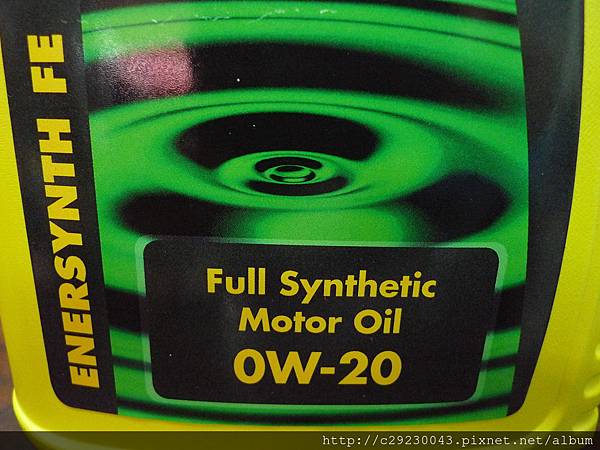 ENERSYNTH FE
Full Synthetic
Motor Oil
0W-20
http://c29230043.pixnet.net/album